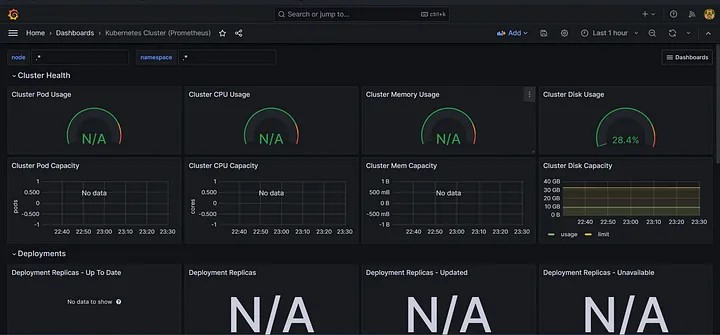 Search or jump to...
ctrl+k
Home
Dashboards
Kubernetes Cluster (Prometheus)
Add
Last 1 hour
node
.*
namespace
.*
Dashboards
Cluster Health
Cluster Pod Usage
Cluster CPU Usage
Cluster Memory Usage
Cluster Disk Usage
N/A
N/A
N/A
28.4%
Cluster Pod Capacity
Cluster CPU Capacity
Cluster Mem Capacity
Cluster Disk Capacity
pods
1
0.500
0
-0.500
-1
No data
22:40 22:50 23:00 23:10 23:20 23:30
cores
1
0.500
0
-0.500
-1
No data
22:40 22:50 23:00 23:10 23:20 23:30
1 B
500 mB
0 B
-500 mB
-1 B
No data
22:40 22:50 23:00 23:10 23:20 23:30
40 GB
30 GB
20 GB
10 GB
0 B
22:40 22:50 23:00 23:10 23:20 23:30
usage
limit
Deployments
Deployment Replicas - Up To Date
Deployment Replicas
Deployment Replicas - Updated
Deployment Replicas - Unavailable
No data to show
N/A
N/A
N/A